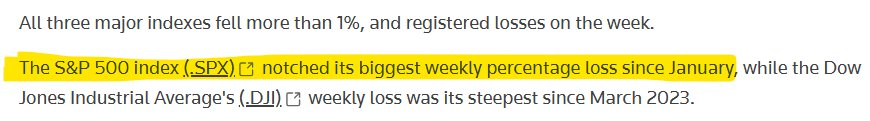 All three major indexes fell more than 1%, and registered losses on the week.
The S&P 500 index (.SPX) notched its biggest weekly percentage loss since January, while the Dow
Jones Industrial Average's (.DJI) weekly loss was its steepest since March 2023.